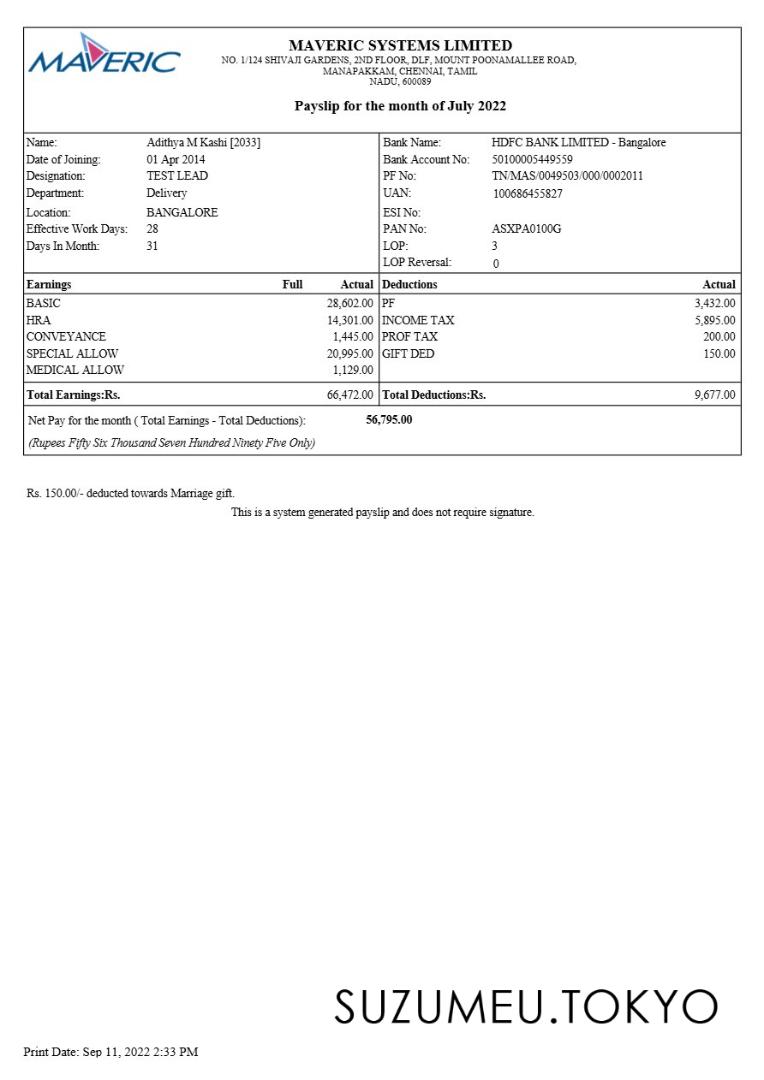 MAVERIC
MAVERIC SYSTEMS LIMITED
NO. 1/124 SHIVAJI GARDENS, 2ND FLOOR, DLF, MOUNT POONAMALLEE ROAD,
MANAPAKKAM, CHENNAI, TAMIL
NADU, 600089
Payslip for the month of July 2022
Name: Adithya M Kashi [2033] Bank Name: HDFC BANK LIMITED - Bangalore
Date of Joining: 01 Apr 2014 Bank Account No: 50100005449559
Designation: TEST LEAD PF No: TN/MAS/0049503/000/0002011
Department: Delivery UAN: 100686455827
Location: BANGALORE ESI No:
Effective Work Days: 28 PAN No: ASXPA0100G
Days In Month: 31 LOP: 3
LOP Reversal: 0
Earnings Full Actual Deductions Actual
BASIC 28,602.00 PF 3,432.00
HRA 14,301.00 INCOME TAX 5,895.00
CONVEYANCE 1,445.00 PROF TAX 200.00
SPECIAL ALLOW 20,995.00 GIFT DED 150.00
MEDICAL ALLOW 1,129.00
Total Earnings:Rs. 66,472.00 Total Deductions:Rs. 9,677.00
Net Pay for the month ( Total Earnings - Total Deductions): 56,795.00
(Rupees Fifty Six Thousand Seven Hundred Ninety Five Only)
Rs. 150.00/- deducted towards Marriage gift.
This is a system generated payslip and does not require signature.
SUZUMEU.TOKYO
Print Date: Sep 11, 2022 2:33 PM